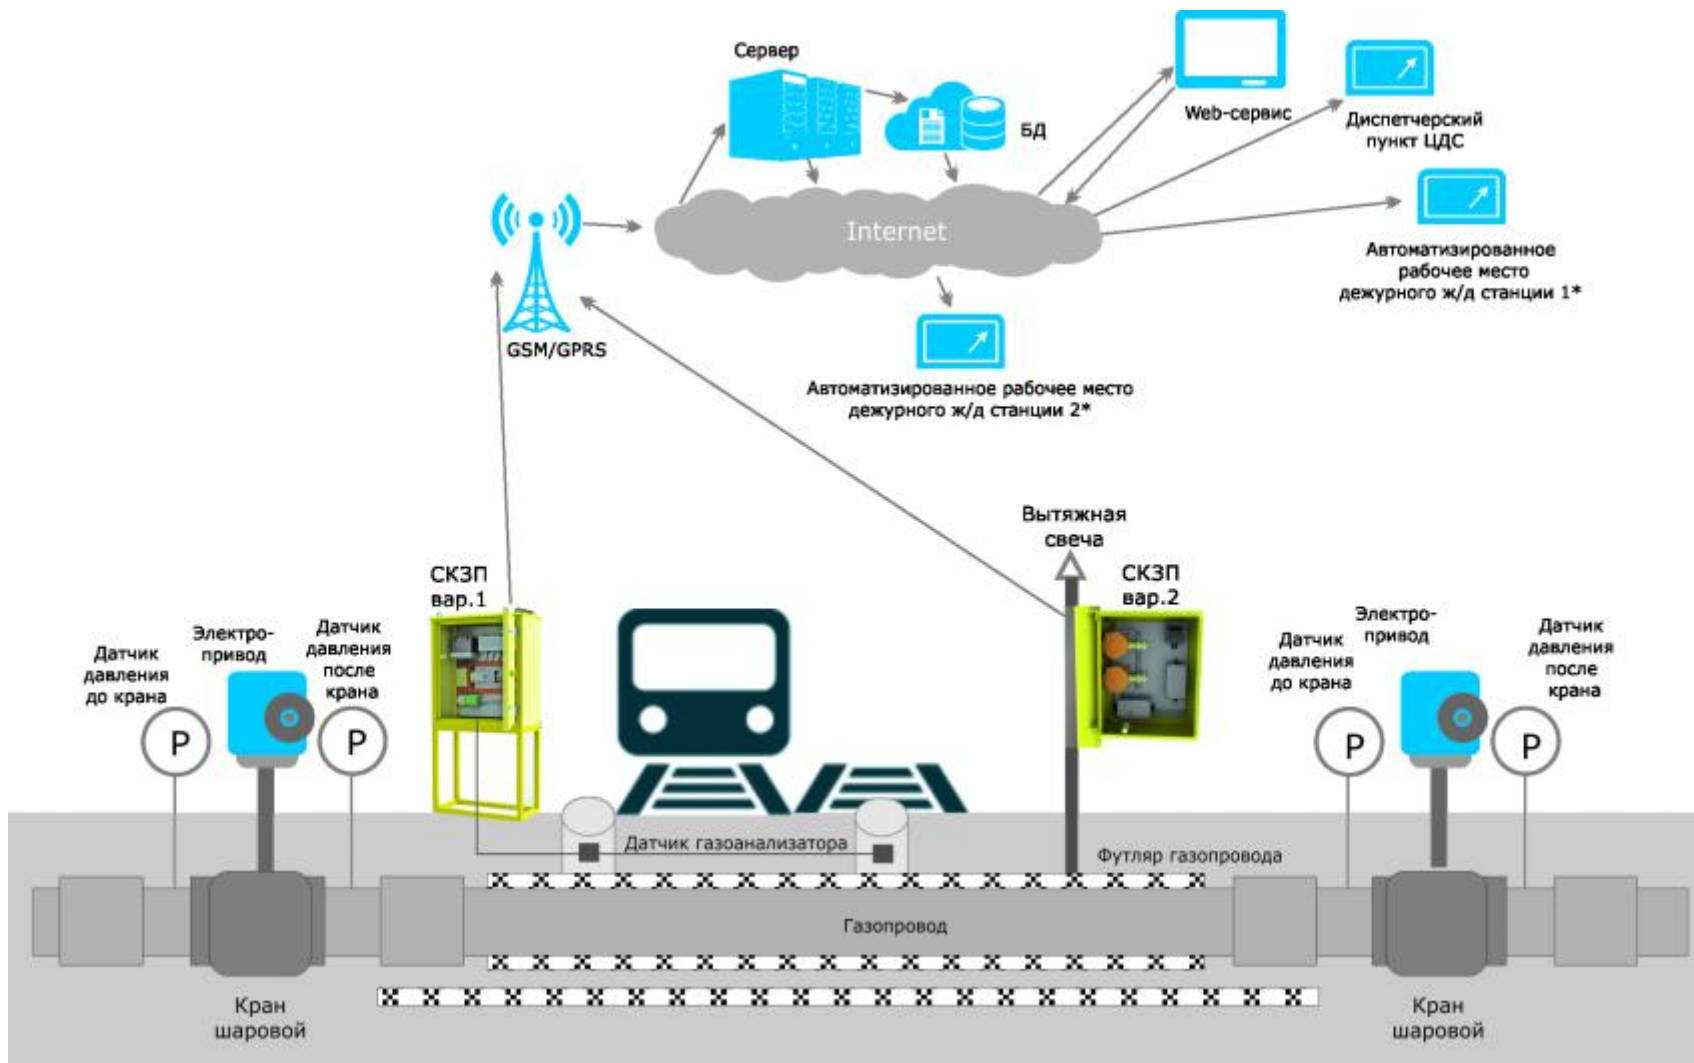 Сервер
БД
Web-сервис
Диспетчерский
пункт ЦДС
Internet
Автоматизированное
рабочее место
дежурного ж/д станции 1*
GSM/GPRS
Автоматизированное рабочее место
дежурного ж/д станции 2*
Вытяжная
свеча
СКЗП
вар.1
СКЗП
вар.2
Датчик
давления
до крана
Электро-
привод
Датчик
давления
после
крана
Датчик
давления
до крана
Электро-
привод
Датчик
давления
после
крана
P
P
P
P
Датчик газоанализатора
Футляр газопровода
Газопровод
Кран
шаровой
Кран
шаровой